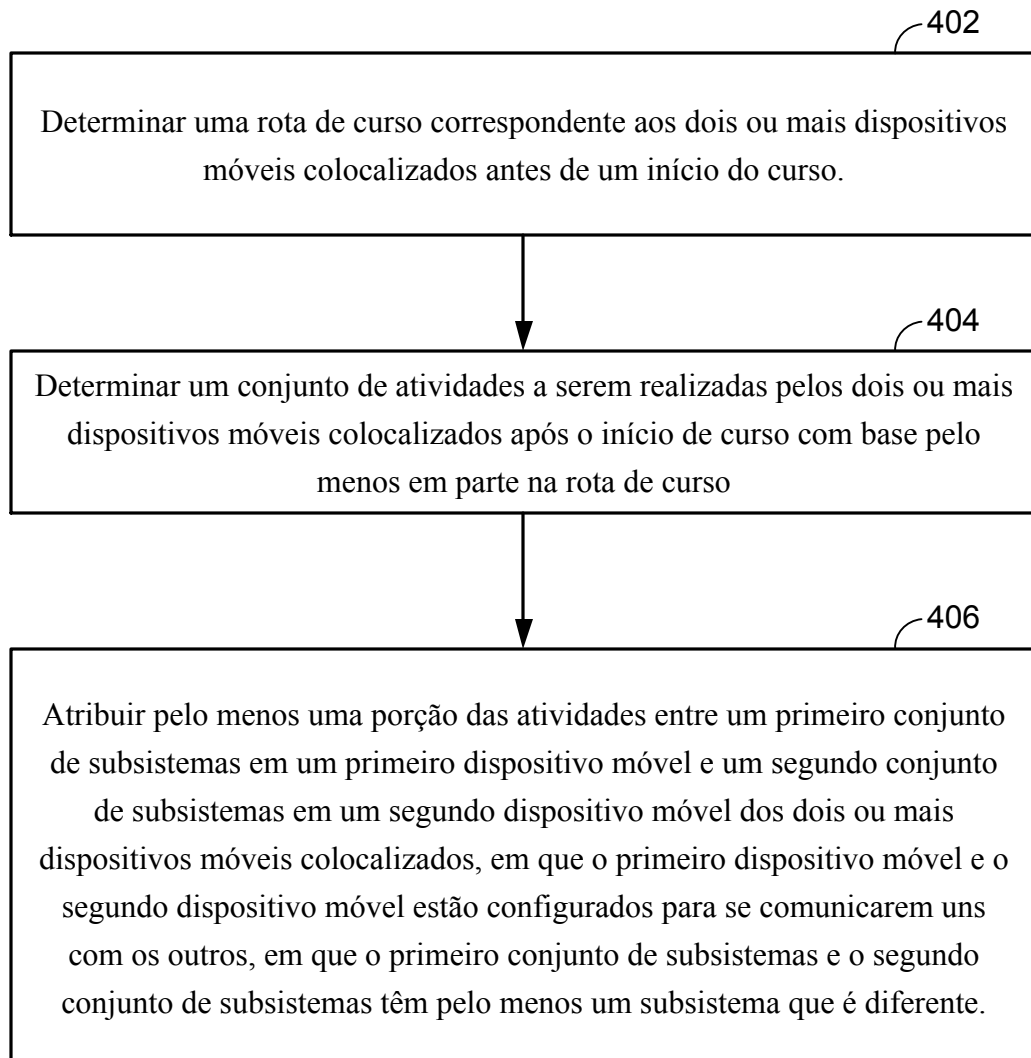 402
Determinar uma rota de curso correspondente aos dois ou mais dispositivos
móveis colocalizados antes de um início do curso.
404
Determinar um conjunto de atividades a serem realizadas pelos dois ou mais
dispositivos móveis colocalizados após o início de curso com base pelo
menos em parte na rota de curso
406
Atribuir pelo menos uma porção das atividades entre um primeiro conjunto
de subsistemas em um primeiro dispositivo móvel e um segundo conjunto
de subsistemas em um segundo dispositivo móvel dos dois ou mais
dispositivos móveis colocalizados, em que o primeiro dispositivo móvel e o
segundo dispositivo móvel estão configurados para se comunicarem uns
com os outros, em que o primeiro conjunto de subsistemas e o segundo
conjunto de subsistemas têm pelo menos um subsistema que é diferente.